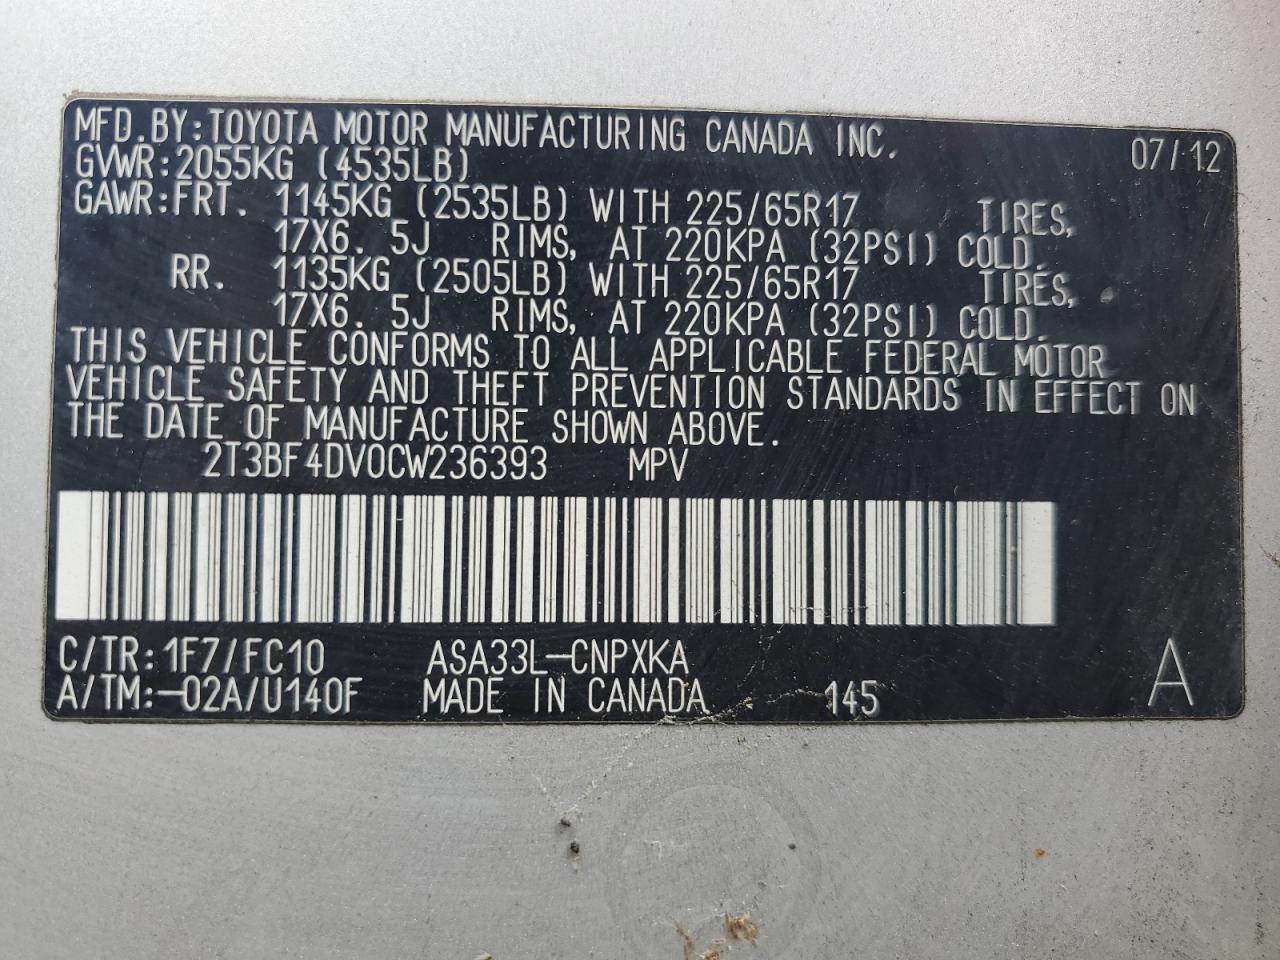 MFD.BY:TOYOTA MOTOR MANUFACTURING CANADA INC. 07/12
GVWR:2055KG (4535LB)
GAWR:FRT. 1145KG (2535LB) WITH 225/65R17 TIRES,
17X6.5J RIMS, AT 220KPA (32PSI) COLD.
RR. 1135KG (2505LB) WITH 225/65R17 TIRES,
17X6.5J RIMS, AT 220KPA (32PSI) COLD.
THIS VEHICLE CONFORMS TO ALL APPLICABLE FEDERAL MOTOR
VEHICLE SAFETY AND THEFT PREVENTION STANDARDS IN EFFECT ON
THE DATE OF MANUFACTURE SHOWN ABOVE.
2T3BF4DV0CW236393 MPV
C/TR:1F7/FC10 ASA33L-CNPXKA A
A/TM:-02A/U140F MADE IN CANADA 145